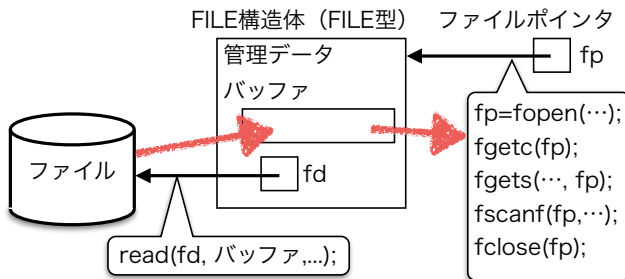 FILE構造体（FILE型）
ファイルポインタ
管理データ
fp
バッファ
fp=fopen(…);
fgetc(fp);
fgets(…, fp);
fscanf(fp,…);
fclose(fp);
ファイル
fd
read(fd, バッファ,...);